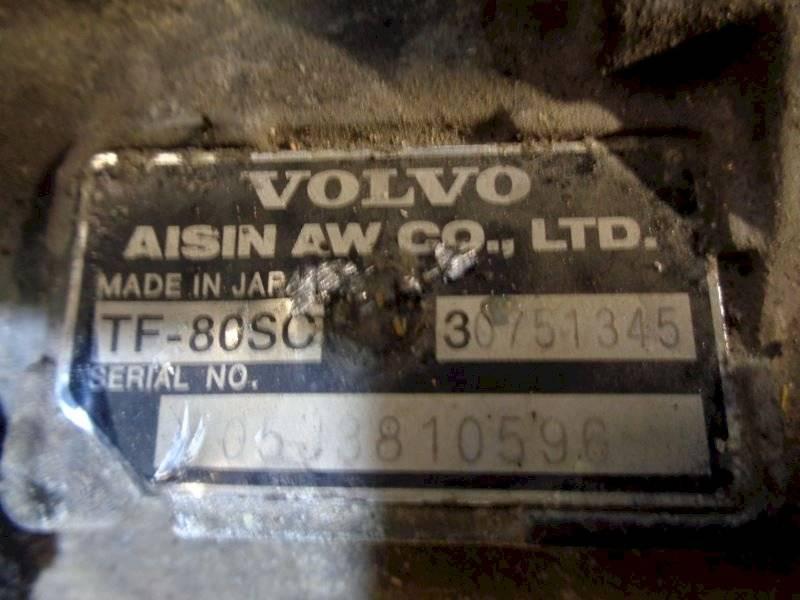 VOLVO
AISIN AW CO., LTD.
MADE IN JAPAN
TF-80SC 30751345
SERIAL NO.